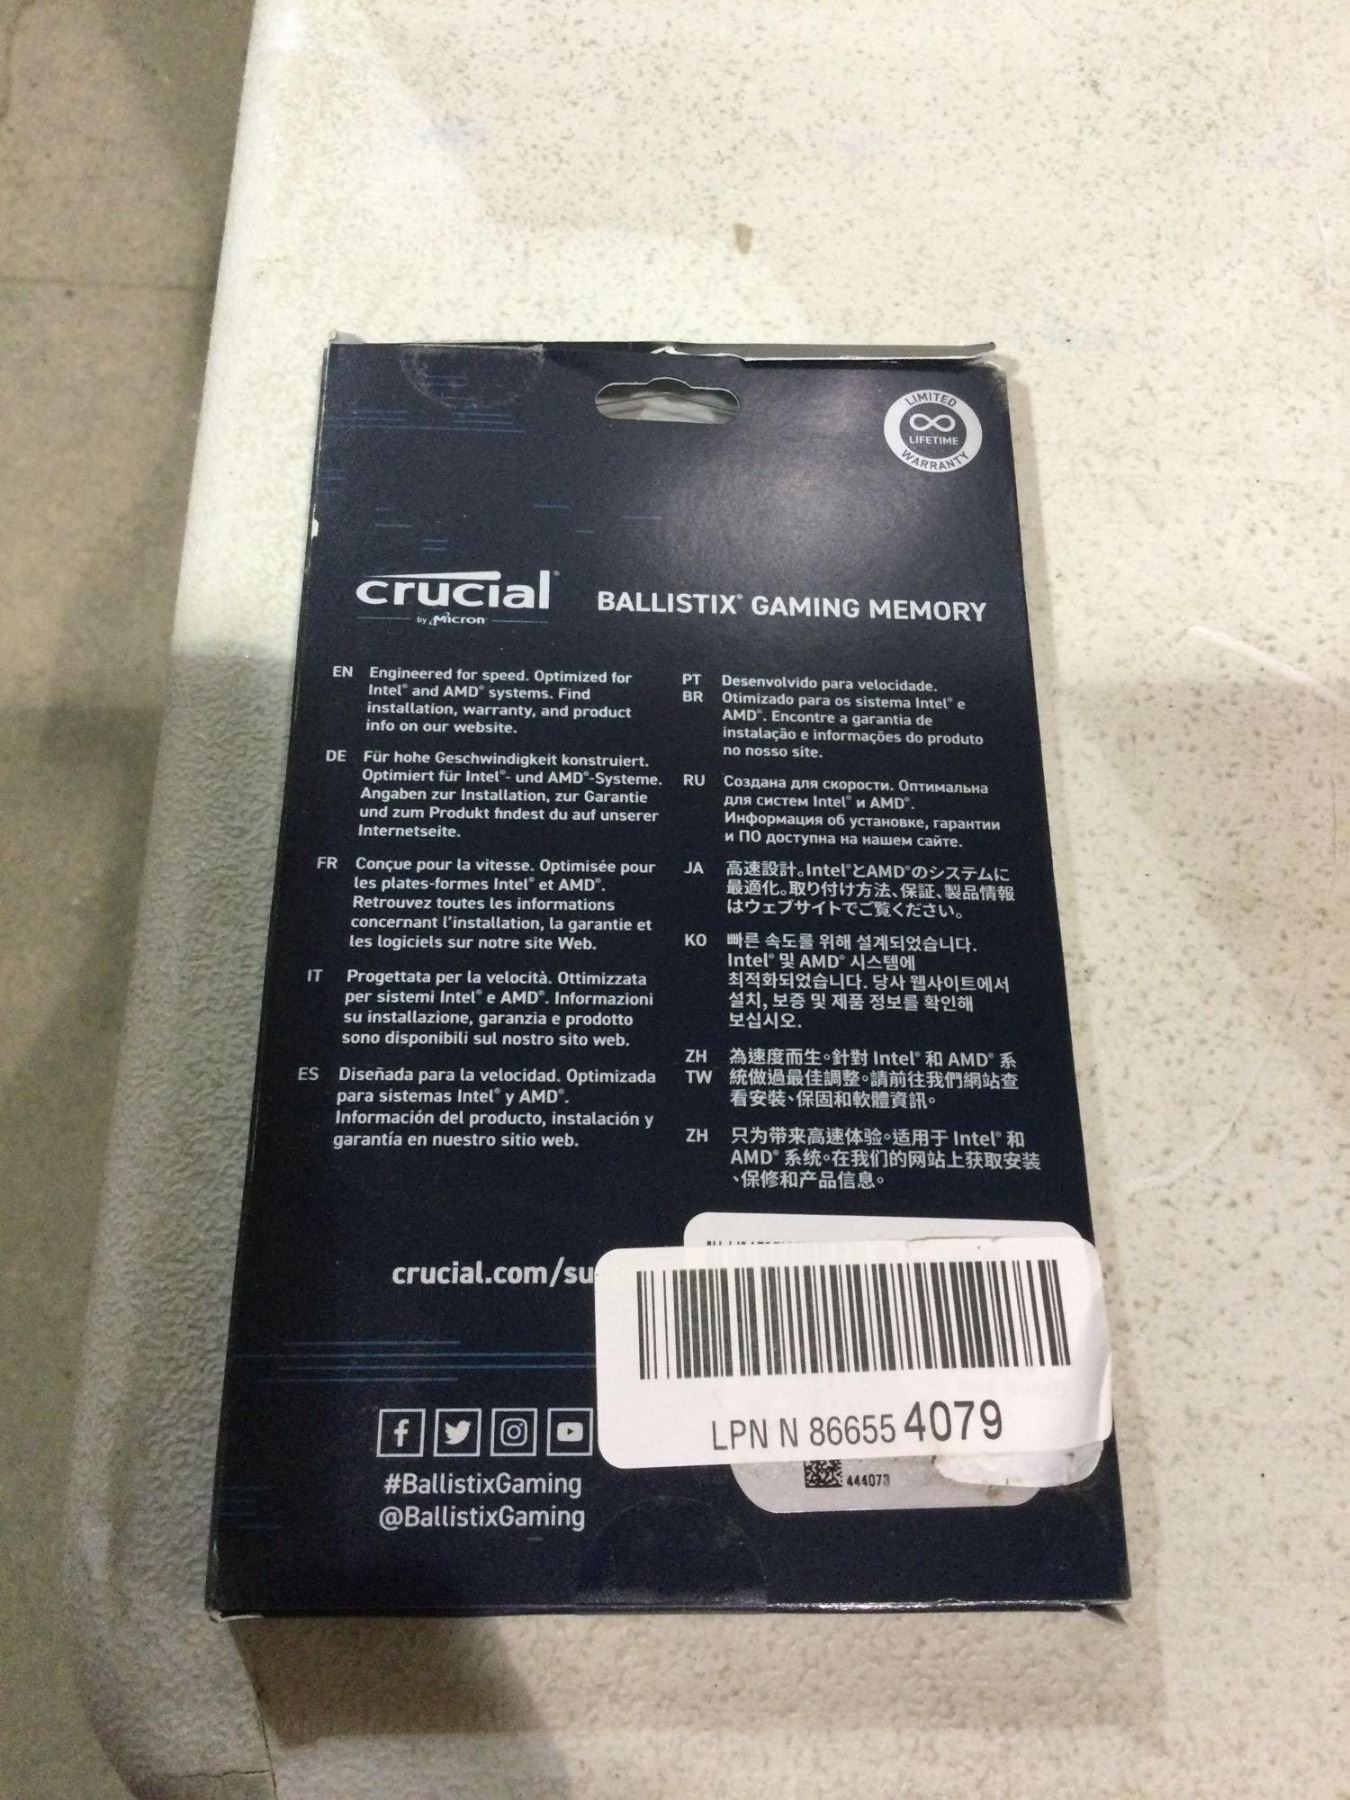 LIMITED
LIFETIME
WARRANTY
crucial
by Micron
BALLISTIX® GAMING MEMORY
EN Engineered for speed. Optimized for
Intel® and AMD® systems. Find
installation, warranty, and product
info on our website.
DE Für hohe Geschwindigkeit konstruiert.
Optimiert für Intel®- und AMD®-Systeme.
Angaben zur Installation, zur Garantie
und zum Produkt findest du auf unserer
Internetseite.
FR Conçue pour la vitesse. Optimisée pour
les plates-formes Intel® et AMD®.
Retrouvez toutes les informations
concernant l'installation, la garantie et
les logiciels sur notre site Web.
IT Progettata per la velocità. Ottimizzata
per sistemi Intel® e AMD®. Informazioni
su installazione, garanzia e prodotto
sono disponibili sul nostro sito web.
ES Diseñada para la velocidad. Optimizada
para sistemas Intel® y AMD®.
Información del producto, instalación y
garantía en nuestro sitio web.
PT Desenvolvido para velocidade.
BR Otimizado para os sistema Intel® e
AMD®. Encontre a garantia de
instalação e informações do produto
no nosso site.
RU Создана для скорости. Оптимальна
для систем Intel® и AMD®.
Информация об установке, гарантии
и ПО доступна на нашем сайте.
JA 高速設計。Intel®とAMD®のシステムに
最適化。取り付け方法、保証、製品情報
はウェブサイトでご覧ください。
KO 빠른 속도를 위해 설계되었습니다.
Intel® 및 AMD® 시스템에
최적화되었습니다. 당사 웹사이트에서
설치, 보증 및 제품 정보를 확인해
보십시오.
ZH 為速度而生。針對 Intel® 和 AMD® 系
TW 統做過最佳調整。請前往我們網站查
看安裝、保固和軟體資訊。
ZH 只为带来高速体验。适用于 Intel® 和
AMD® 系统。在我们的网站上获取安装
、保修和产品信息。
crucial.com/su
LPN N 866554079
444073
#BallistixGaming
@BallistixGaming